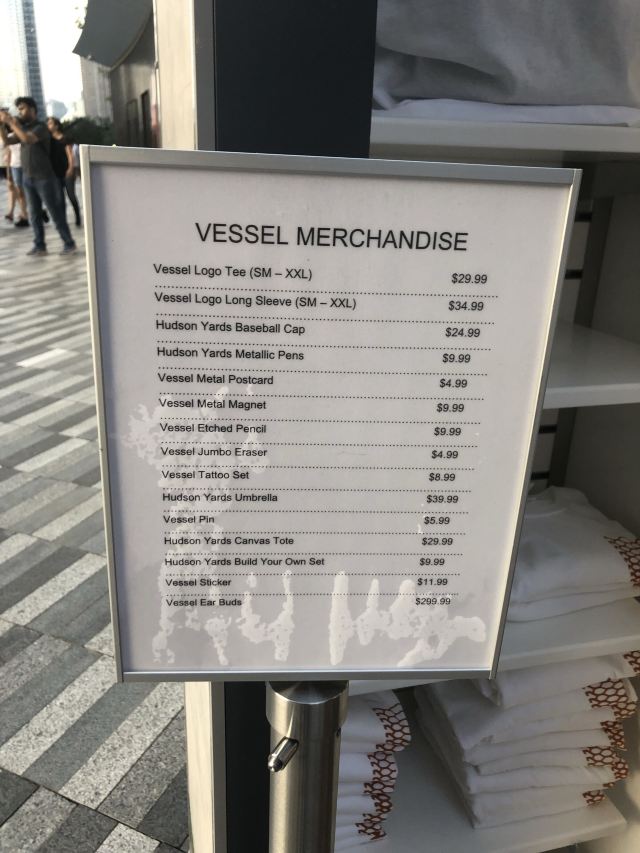 VESSEL MERCHANDISE
Vessel Logo Tee (SM – XXL) $29.99
Vessel Logo Long Sleeve (SM – XXL) $34.99
Hudson Yards Baseball Cap $24.99
Hudson Yards Metallic Pens $9.99
Vessel Metal Postcard $4.99
Vessel Metal Magnet $9.99
Vessel Etched Pencil $9.99
Vessel Jumbo Eraser $4.99
Vessel Tattoo Set $8.99
Hudson Yards Umbrella $39.99
Vessel Pin $5.99
Hudson Yards Canvas Tote $29.99
Hudson Yards Build Your Own Set $9.99
Vessel Sticker $11.99
Vessel Ear Buds $299.99